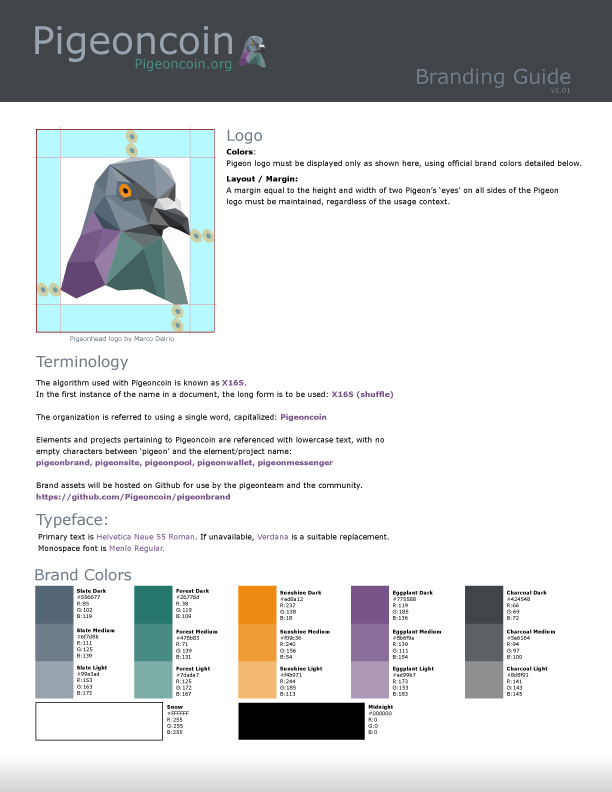 Pigeoncoin
Pigeoncoin.org
Branding Guide
v1.01
Logo
Colors:
Pigeon logo must be displayed only as shown here, using official brand colors detailed below.
Layout / Margin:
A margin equal to the height and width of two Pigeon's 'eyes' on all sides of the Pigeon
logo must be maintained, regardless of the usage context.
Pigeonhead logo by Marco Delrio
Terminology
The algorithm used with Pigeoncoin is known as X16S.
In the first instance of the name in a document, the long form is to be used: X16S (shuffle)
The organization is referred to using a single word, capitalized: Pigeoncoin
Elements and projects pertaining to Pigeoncoin are referenced with lowercase text, with no
empty characters between 'pigeon' and the element/project name:
pigeonbrand, pigeonsite, pigeonpool, pigeonwallet, pigeonmessenger
Brand assets will be hosted on Github for use by the pigeonteam and the community.
https://github.com/Pigeoncoin/pigeonbrand
Typeface:
Primary text is Helvetica Neue 55 Roman. If unavailable, Verdana is a suitable replacement.
Monospace font is Menlo Regular.
Brand Colors
Slate Dark
#556677
R:85
G:102
B:119
Slate Medium
#6f7d8b
R:111
G:125
B:139
Slate Light
#99a3ad
R:153
G:163
B:173
Forest Dark
#26776d
R:38
G:119
B:109
Forest Medium
#478b83
R:71
G:139
B:131
Forest Light
#7daca7
R:125
G:172
B:167
Sunshine Dark
#ed8a12
R:237
G:138
B:18
Sunshine Medium
#f09c36
R:240
G:156
B:54
Sunshine Light
#f4b971
R:244
G:185
B:113
Eggplant Dark
#775588
R:119
G:185
B:136
Eggplant Medium
#8b6f9a
R:139
G:111
B:154
Eggplant Light
#ad99b7
R:173
G:153
B:183
Charcoal Dark
#424548
R:66
G:69
B:72
Charcoal Medium
#5e6164
R:94
G:97
B:100
Charcoal Light
#8d8f91
R:141
G:143
B:145
Snow
#FFFFFF
R:255
G:255
B:255
Midnight
#000000
R:0
G:0
B:0